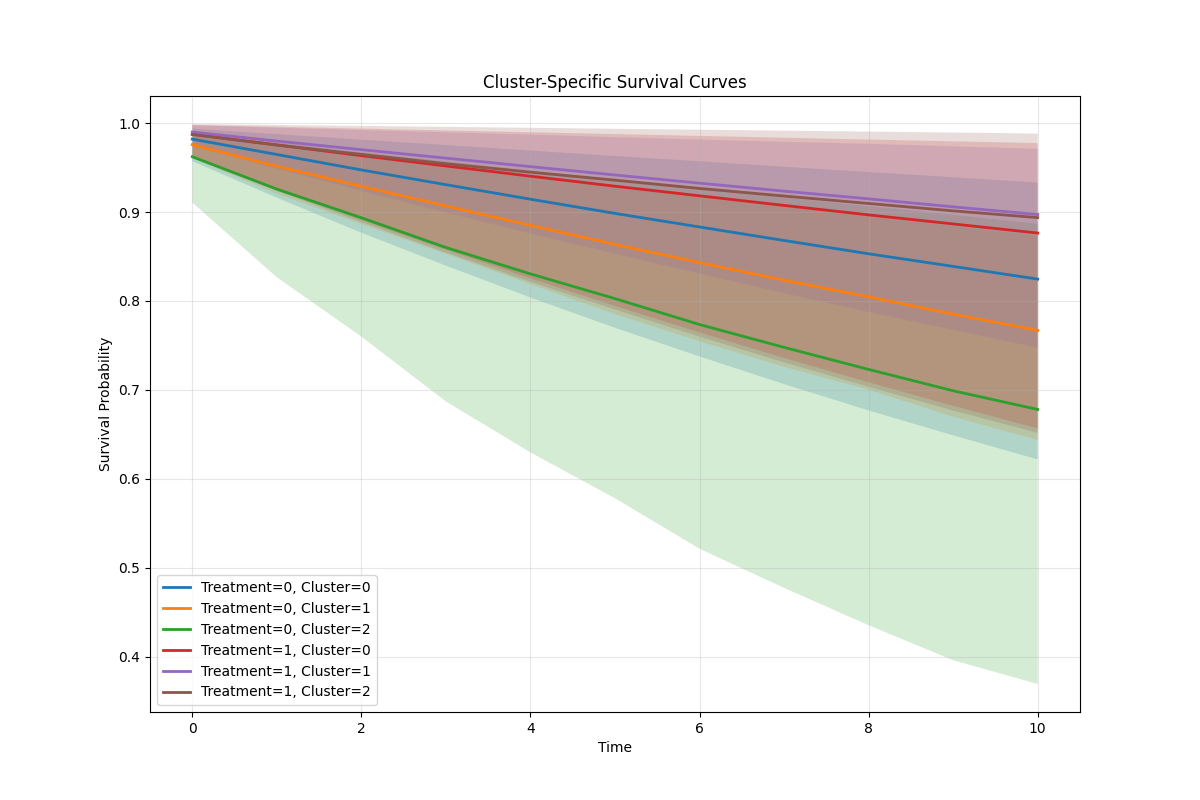 Cluster-Specific Survival Curves
1.0
0.9
0.8
0.7
0.6
0.5
0.4
Survival Probability
Treatment=0, Cluster=0
Treatment=0, Cluster=1
Treatment=0, Cluster=2
Treatment=1, Cluster=0
Treatment=1, Cluster=1
Treatment=1, Cluster=2
0 2 4 6 8 10
Time